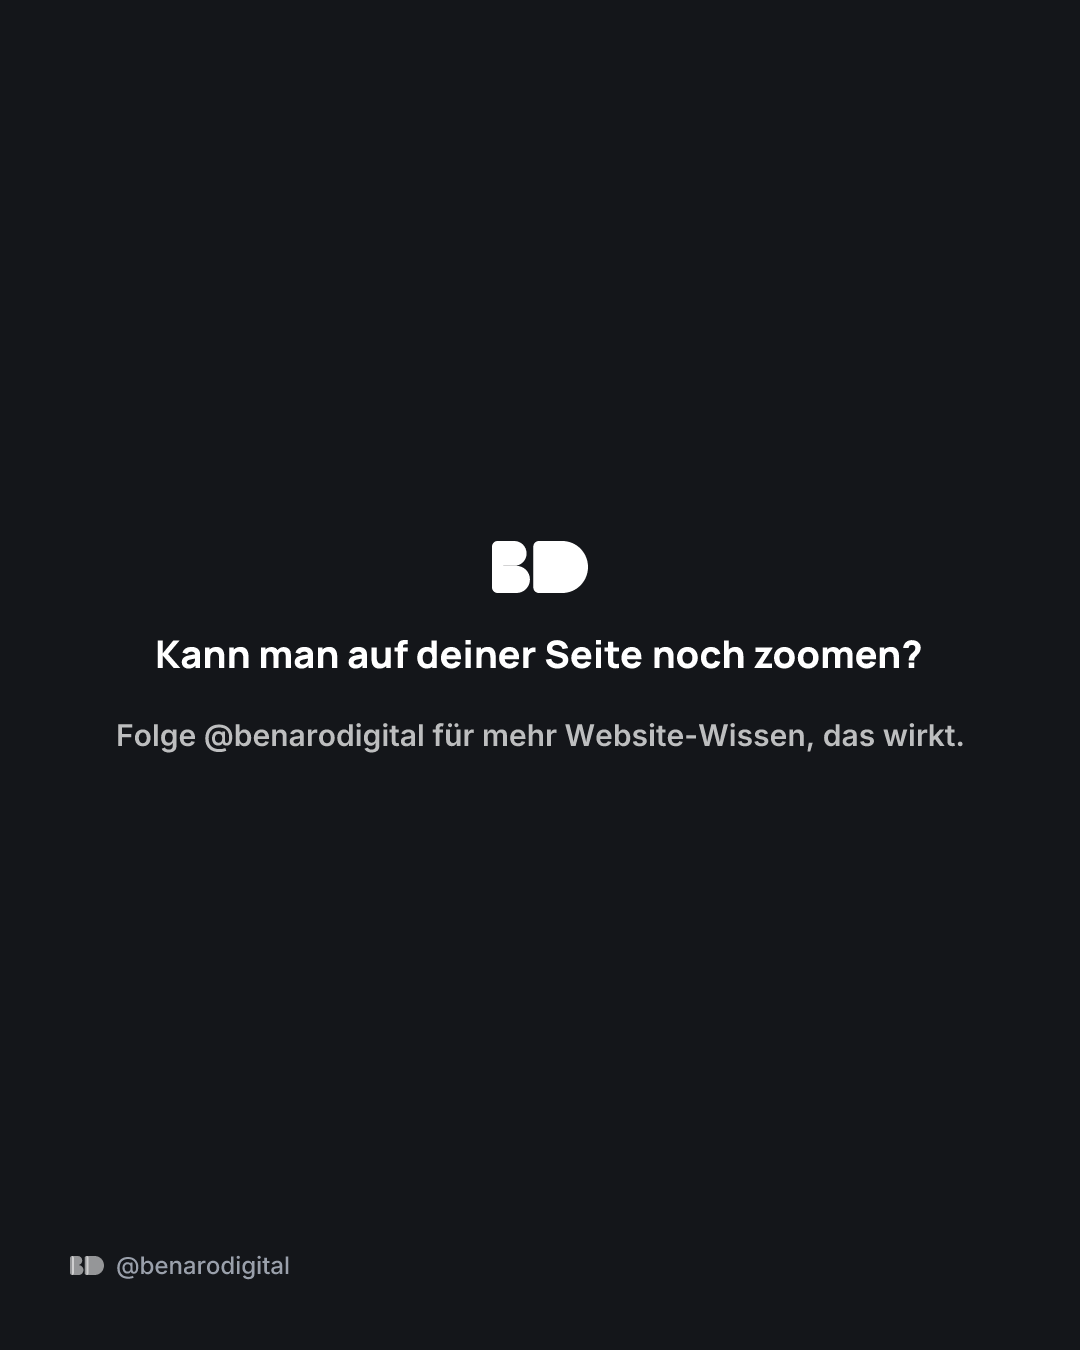 BD
Kann man auf deiner Seite noch zoomen?
Folge @benarodigital für mehr Website-Wissen, das wirkt.
BD @benarodigital